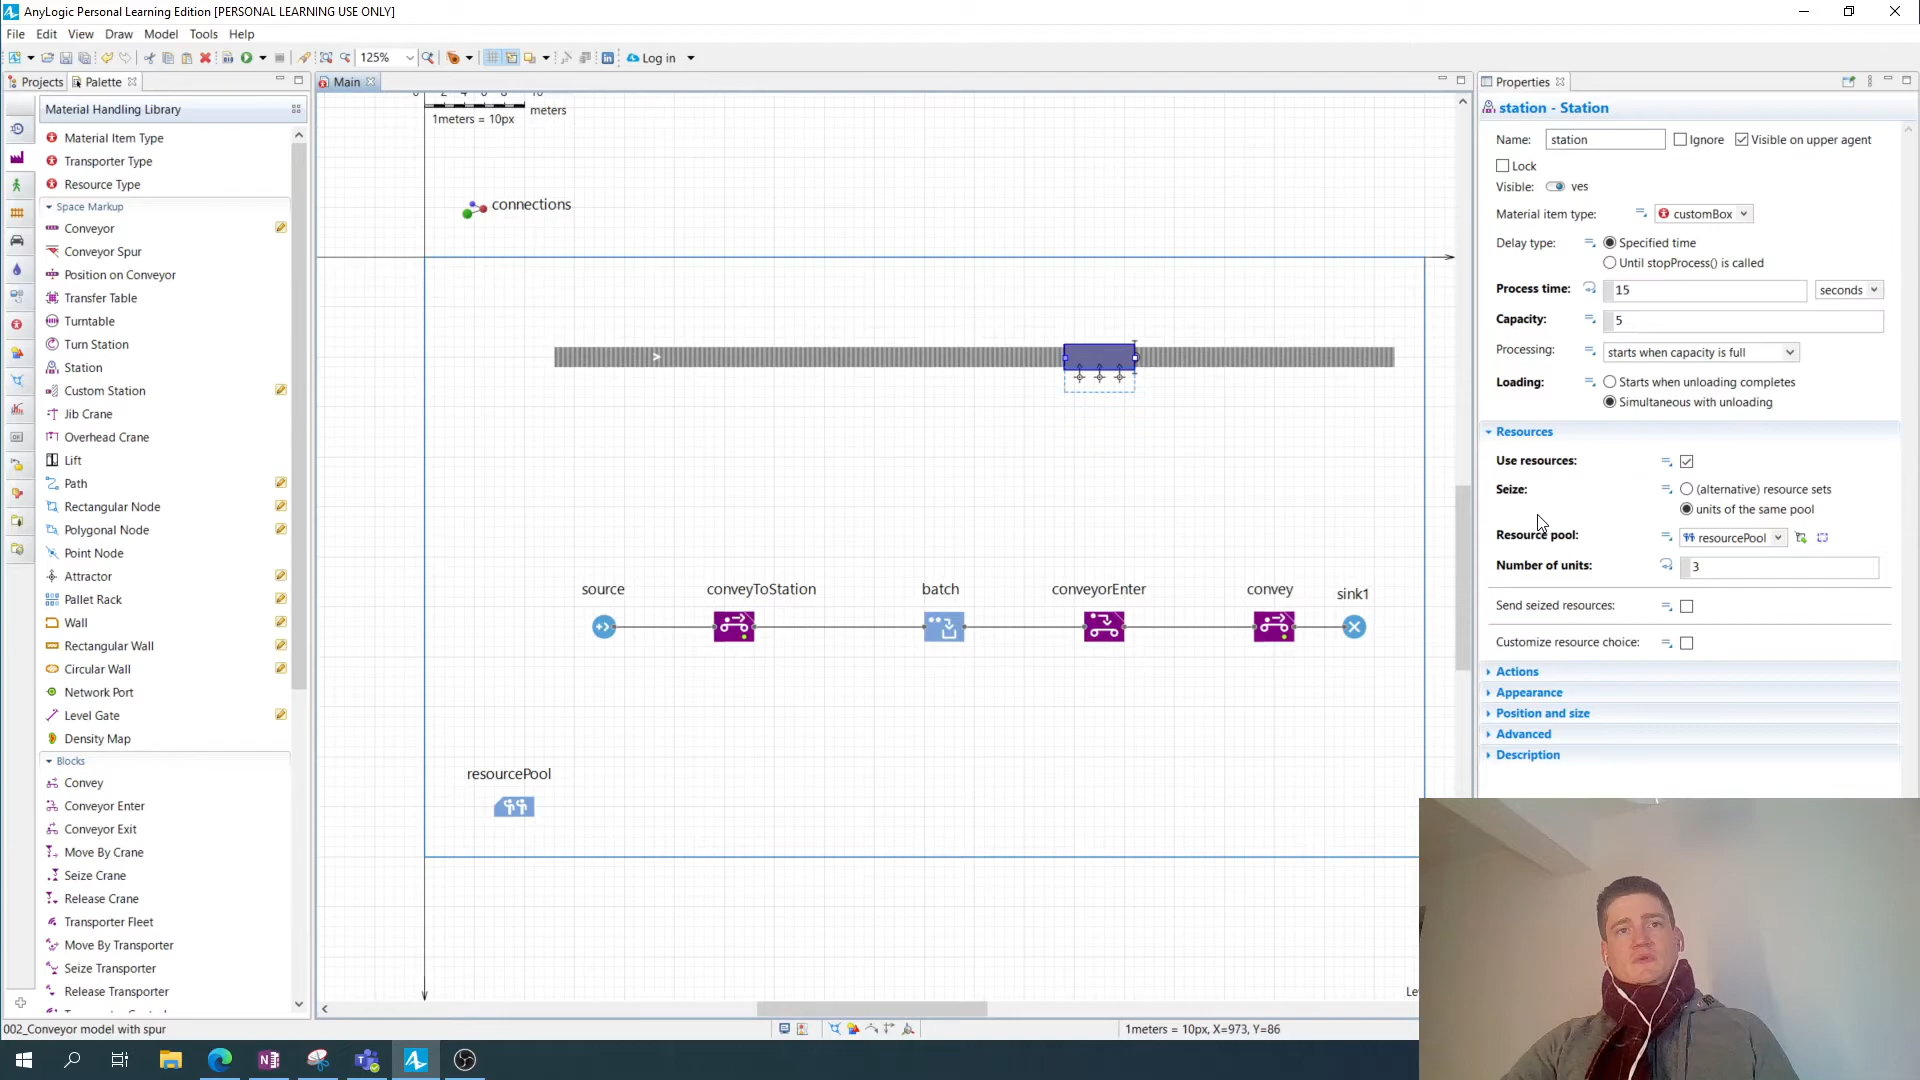 AnyLogic Personal Learning Edition [PERSONAL LEARNING USE ONLY]
File Edit View Draw Model Tools Help
125%
Log in
Projects
Palette
Main
Properties
Material Handling Library
Material Item Type
Transporter Type
Resource Type
Space Markup
Conveyor
Conveyor Spur
Position on Conveyor
Transfer Table
Turntable
Turn Station
Station
Custom Station
Jib Crane
Overhead Crane
Lift
Path
Rectangular Node
Polygonal Node
Point Node
Attractor
Pallet Rack
Wall
Rectangular Wall
Circular Wall
Network Port
Level Gate
Density Map
Blocks
Convey
Conveyor Enter
Conveyor Exit
Move By Crane
Seize Crane
Release Crane
Transporter Fleet
Move By Transporter
Seize Transporter
Release Transporter
0 2 4 6 8 10
meters
1meters = 10px
connections
source
conveyToStation
batch
conveyorEnter
convey
sink1
resourcePool
Le
station - Station
Name: station Ignore Visible on upper agent
Lock
Visible: yes
Material item type: customBox
Delay type: Specified time
Until stopProcess() is called
Process time: 15 seconds
Capacity: 5
Processing: starts when capacity is full
Loading: Starts when unloading completes
Simultaneous with unloading
Resources
Use resources:
Seize: (alternative) resource sets
units of the same pool
Resource pool: resourcePool
Number of units: 3
Send seized resources:
Customize resource choice:
Actions
Appearance
Position and size
Advanced
Description
002_Conveyor model with spur
1meters = 10px, X=973, Y=86